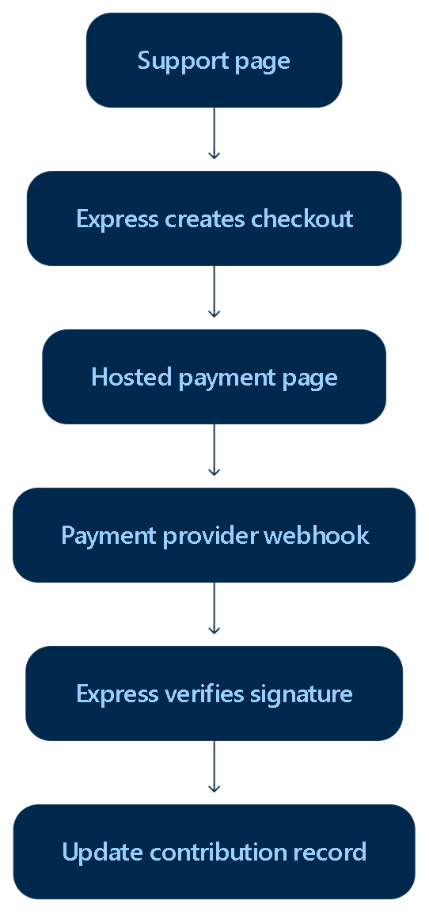 Support page
Express creates checkout
Hosted payment page
Payment provider webhook
Express verifies signature
Update contribution record